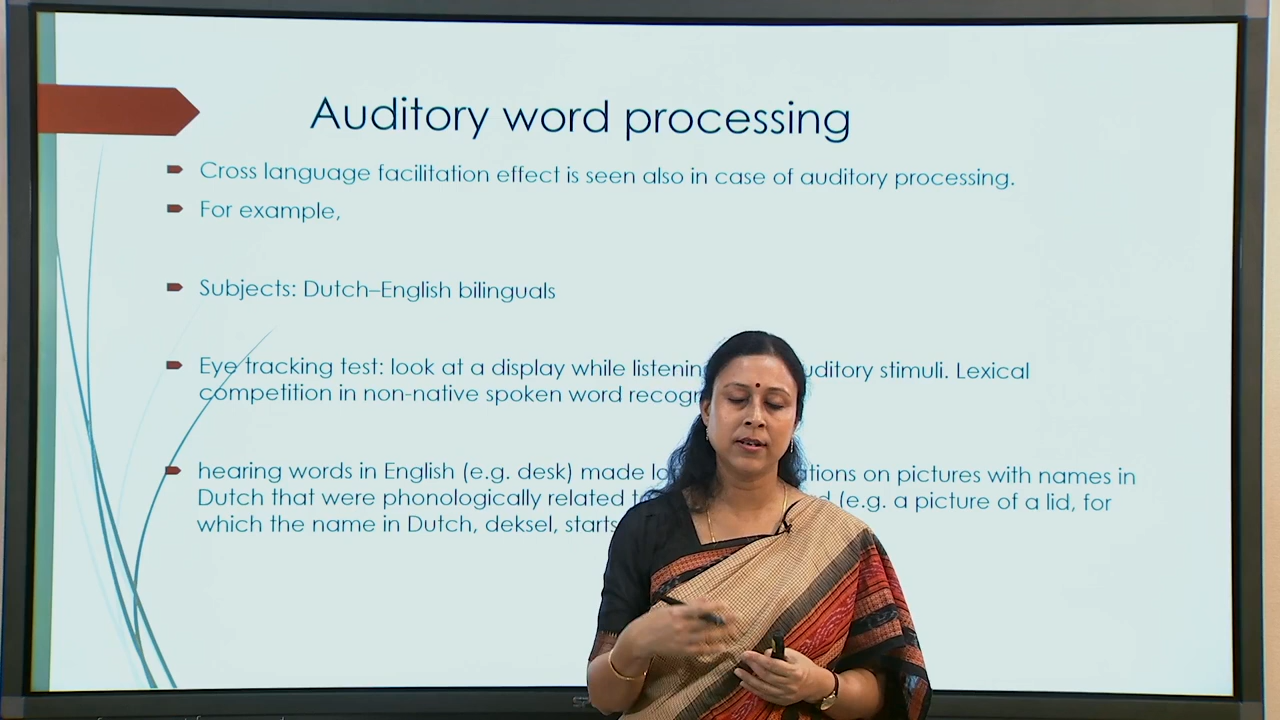 Auditory word processing
Cross language facilitation effect is seen also in case of auditory processing.
For example,
Subjects: Dutch–English bilinguals
Eye tracking test: look at a display while listening auditory stimuli. Lexical
competition in non-native spoken word
hearing words in English (e.g. desk) made on pictures with names in
Dutch that were phonologically related (e.g. a picture of a lid, for
which the name in Dutch, deksel, starts